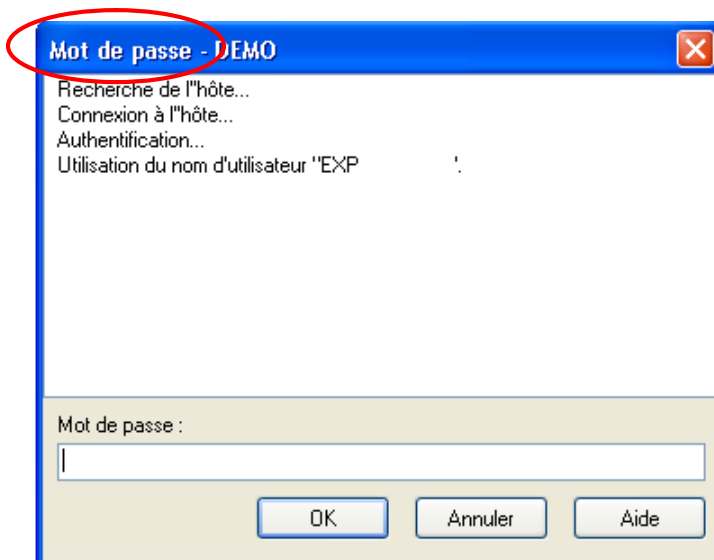 Mot de passe - DEMO
Recherche de l''hôte...
Connexion à l''hôte...
Authentification...
Utilisation du nom d'utilisateur ''EXP '.
Mot de passe :
OK
Annuler
Aide